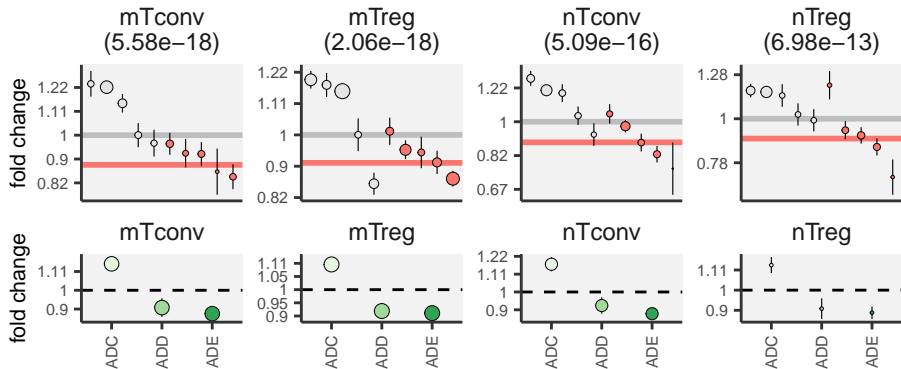 mTconv
(5.58e−18)
mTreg
(2.06e−18)
nTconv
(5.09e−16)
nTreg
(6.98e−13)
fold change
1.22
1.11
1
0.9
0.82
1.22
1.11
1
0.9
0.82
1.22
1
0.82
0.67
1.28
1
0.78
mTconv
mTreg
nTconv
nTreg
fold change
1.11
1
0.9
1.11
1.05
1
0.95
0.9
1.22
1.11
1
0.9
1.11
1
0.9
ADC
ADD
ADE
ADC
ADD
ADE
ADC
ADD
ADE
ADC
ADD
ADE